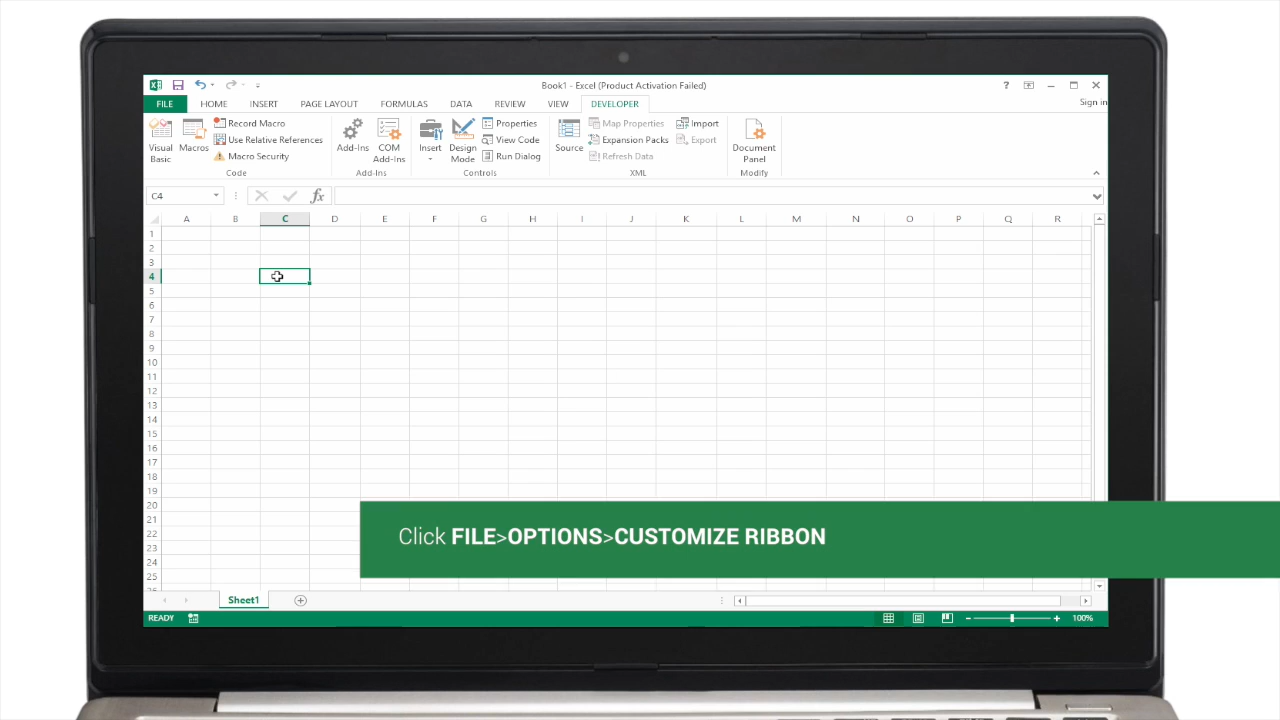 Book1 - Excel (Product Activation Failed)
?
FILE HOME INSERT PAGE LAYOUT FORMULAS DATA REVIEW VIEW DEVELOPER Sign in
Visual Basic
Macros
Record Macro
Use Relative References
Macro Security
Code
Add-Ins
COM Add-Ins
Add-Ins
Insert
Design Mode
Properties
View Code
Run Dialog
Controls
Source
Map Properties
Expansion Packs
Refresh Data
Import
Export
XML
Document Panel
Modify
C4
fx
A B C D E F G H I J K L M N O P Q R
1
2
3
4
5
6
7
8
9
10
11
12
13
14
15
16
17
18
19
20
21
22
23
24
25
Click FILE>OPTIONS>CUSTOMIZE RIBBON
Sheet1
READY
100%